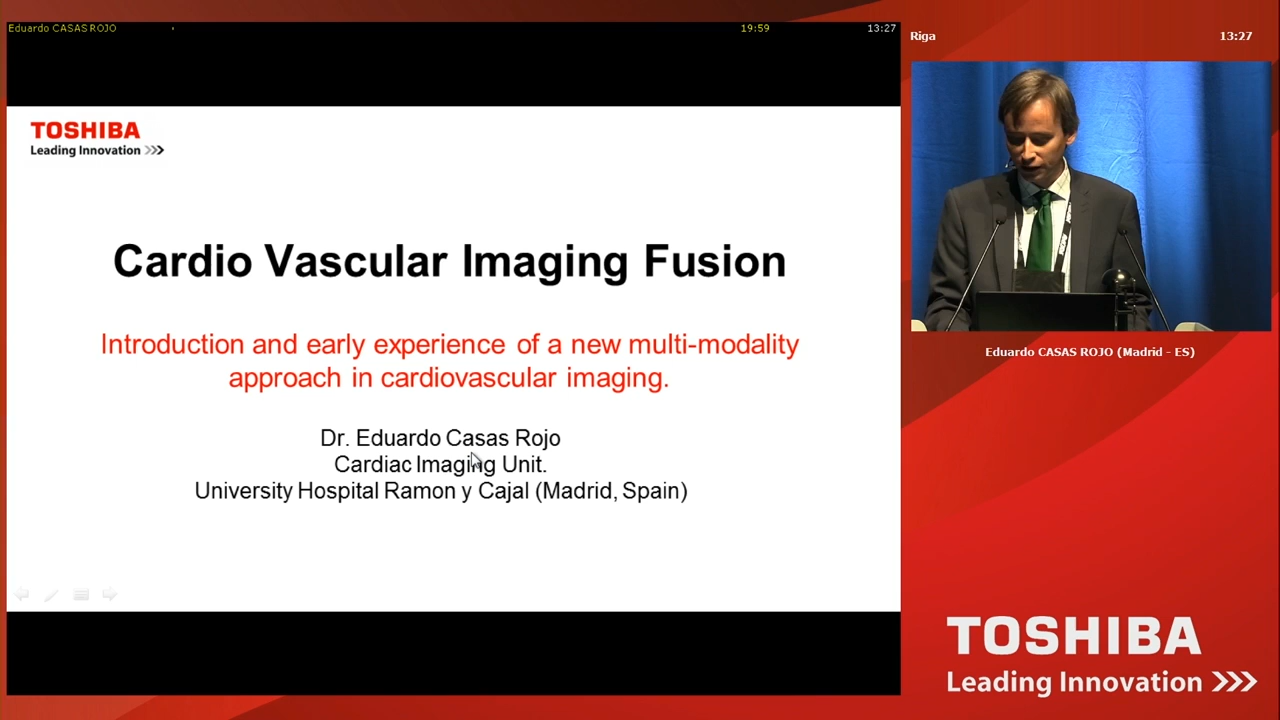 Eduardo CASAS ROJO
19:59
13:27
Riga
13:27
TOSHIBA
Leading Innovation >>>
Cardio Vascular Imaging Fusion
Introduction and early experience of a new multi-modality
approach in cardiovascular imaging.
Dr. Eduardo Casas Rojo
Cardiac Imaging Unit.
University Hospital Ramon y Cajal (Madrid, Spain)
Eduardo CASAS ROJO (Madrid - ES)
TOSHIBA
Leading Innovation >>>